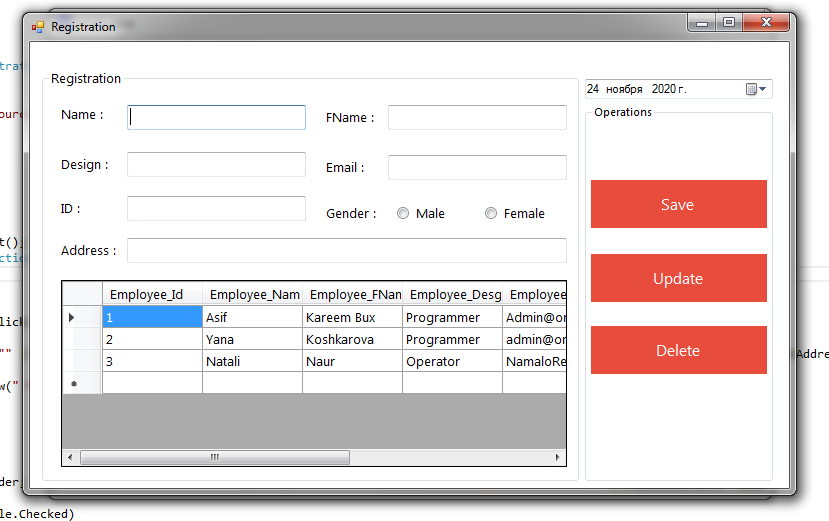 Registration
Registration
Name :
FName :
Design :
Email :
ID :
Gender :
Male
Female
Address :
Employee_Id Employee_Nam Employee_FNan Employee_Desg Employee
1 Asif Kareem Bux Programmer Admin@or
2 Yana Koshkarova Programmer admin@or
3 Natali Naur Operator NamaloRe
24 ноября 2020 г.
Operations
Save
Update
Delete
strat
ourc
t();
ctio
lick
""
Addre
w("
der;
le.Checked)